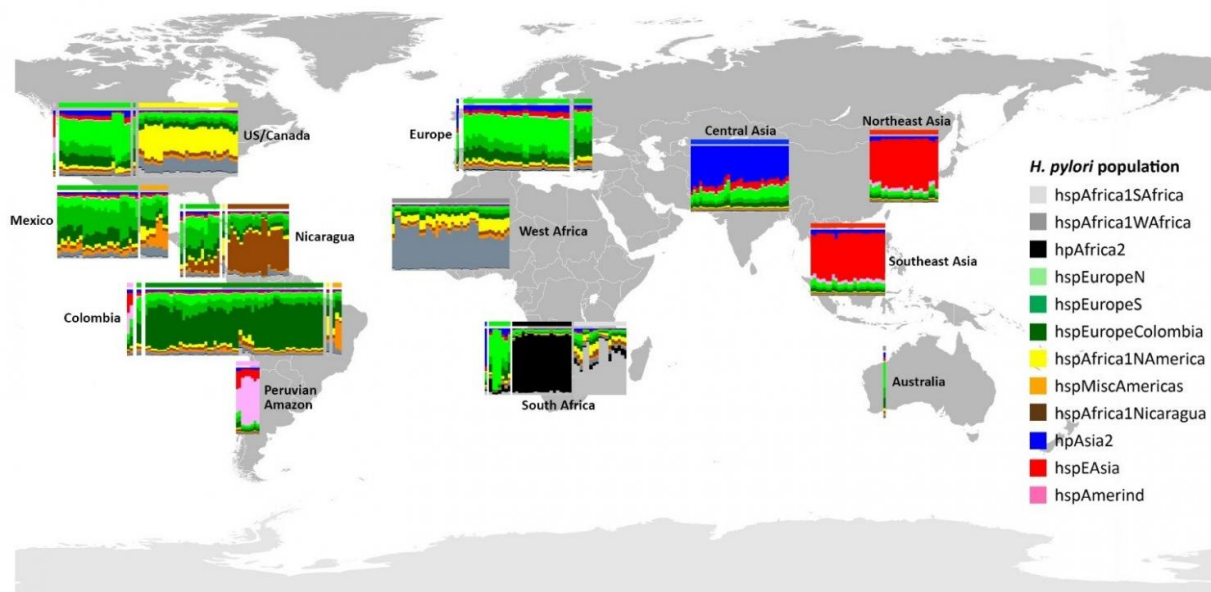 US/Canada
Europe
Central Asia
Northeast Asia
Mexico
Nicaragua
West Africa
Southeast Asia
Colombia
Peruvian
Amazon
South Africa
Australia
H. pylori population
hspAfrica1SAfrica
hspAfrica1WAfrica
hpAfrica2
hspEuropeN
hspEuropeS
hspEuropeColombia
hspAfrica1NAmerica
hspMiscAmericas
hspAfrica1Nicaragua
hpAsia2
hspEAsia
hspAmerind